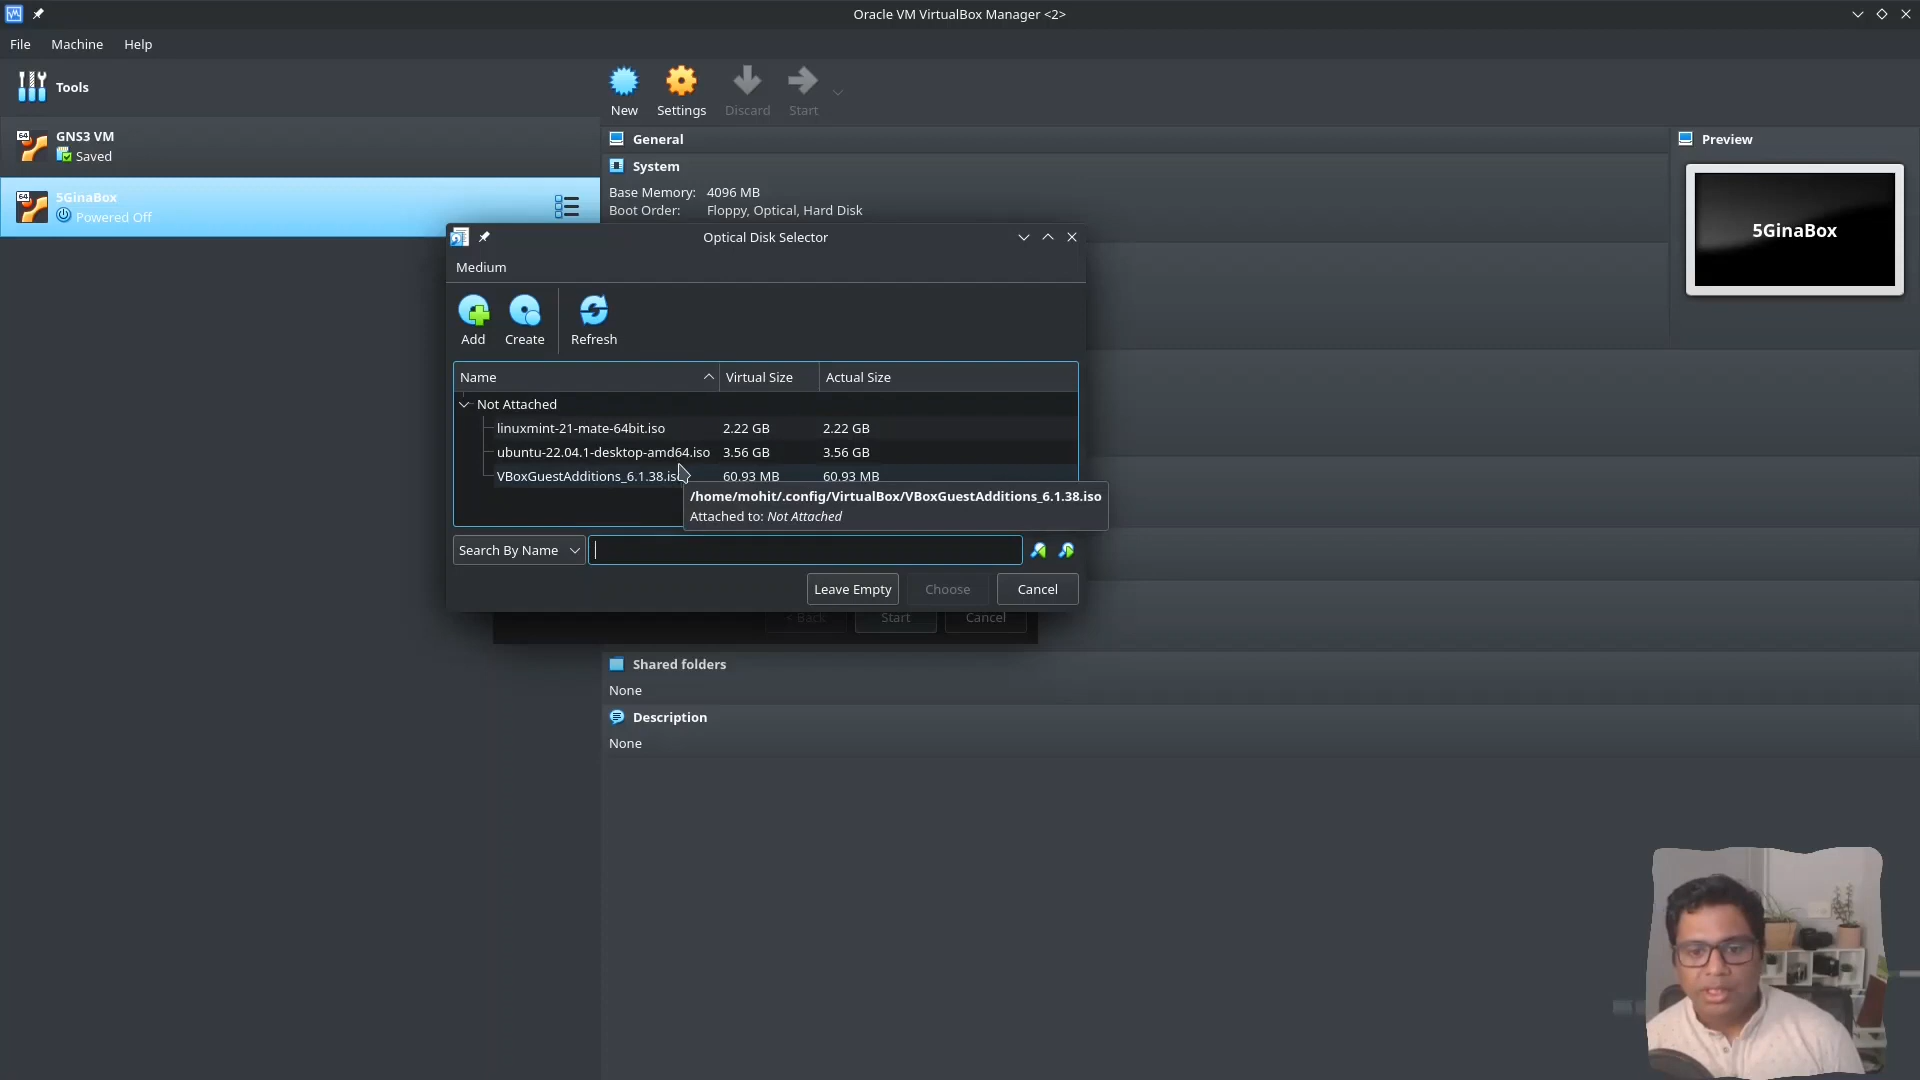 Oracle VM VirtualBox Manager <2>
File Machine Help
Tools
New Settings Discard Start
64 GNS3 VM
Saved
64 5GinaBox
Powered Off
General
System
Base Memory: 4096 MB
Boot Order: Floppy, Optical, Hard Disk
Preview
5GinaBox
Optical Disk Selector
Medium
Add Create Refresh
Name Virtual Size Actual Size
Not Attached
linuxmint-21-mate-64bit.iso 2.22 GB 2.22 GB
ubuntu-22.04.1-desktop-amd64.iso 3.56 GB 3.56 GB
VBoxGuestAdditions_6.1.38.iso 60.93 MB 60.93 MB
/home/mohit/.config/VirtualBox/VBoxGuestAdditions_6.1.38.iso
Attached to: Not Attached
Search By Name
Leave Empty Choose Cancel
< Back Start Cancel
Shared folders
None
Description
None